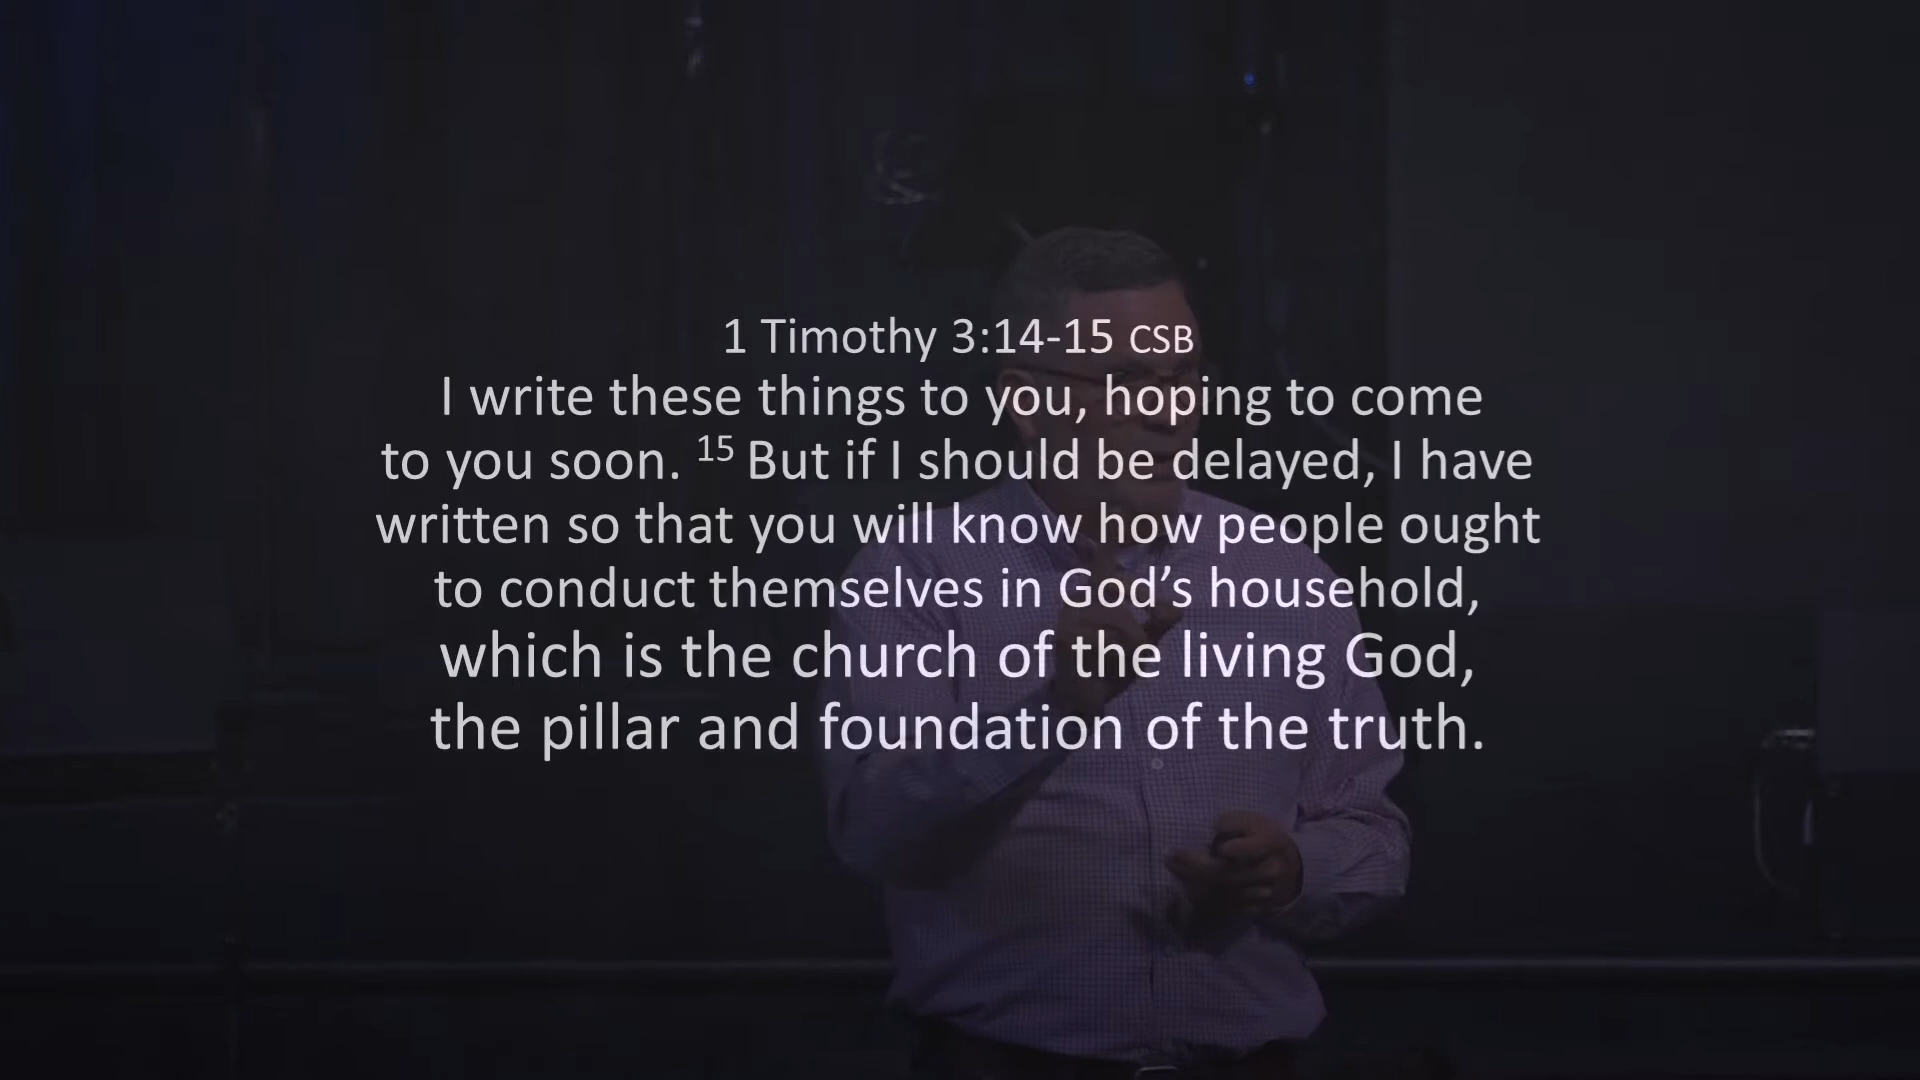 1 Timothy 3:14-15 CSB
I write these things to you, hoping to come
to you soon. 15 But if I should be delayed, I have
written so that you will know how people ought
to conduct themselves in God’s household,
which is the church of the living God,
the pillar and foundation of the truth.